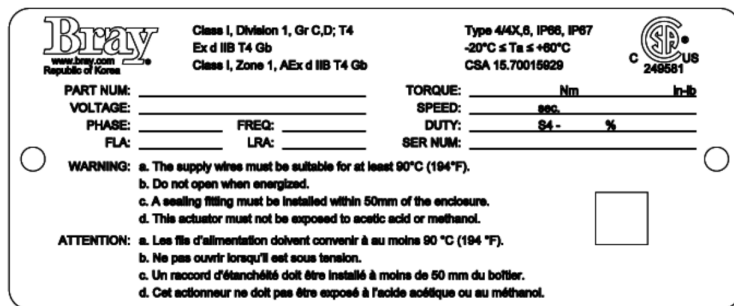 Bray®
www.bray.com
Republic of Korea
Class I, Division 1, Gr C,D; T4
Ex d IIB T4 Gb
Class I, Zone 1, AEx d IIB T4 Gb
Type 4/4X,6, IP66, IP67
-20°C ≤ Ta ≤ +60°C
CSA 15.70015929
CSA®
C US
249581
PART NUM: TORQUE: Nm in-lb
VOLTAGE: SPEED: sec.
PHASE: FREQ: DUTY: S4 - %
FLA: LRA: SER NUM:
WARNING: a. The supply wires must be suitable for at least 90°C (194°F).
b. Do not open when energized.
c. A sealing fitting must be installed within 50mm of the enclosure.
d. This actuator must not be exposed to acetic acid or methanol.
ATTENTION: a. Les fils d'alimentation doivent convenir à au moins 90 °C (194 °F).
b. Ne pas ouvrir lorsqu'il est sous tension.
c. Un raccord d'étanchéité doit être installé à moins de 50 mm du boîtier.
d. Cet actionneur ne doit pas être exposé à l'acide acétique ou au méthanol.